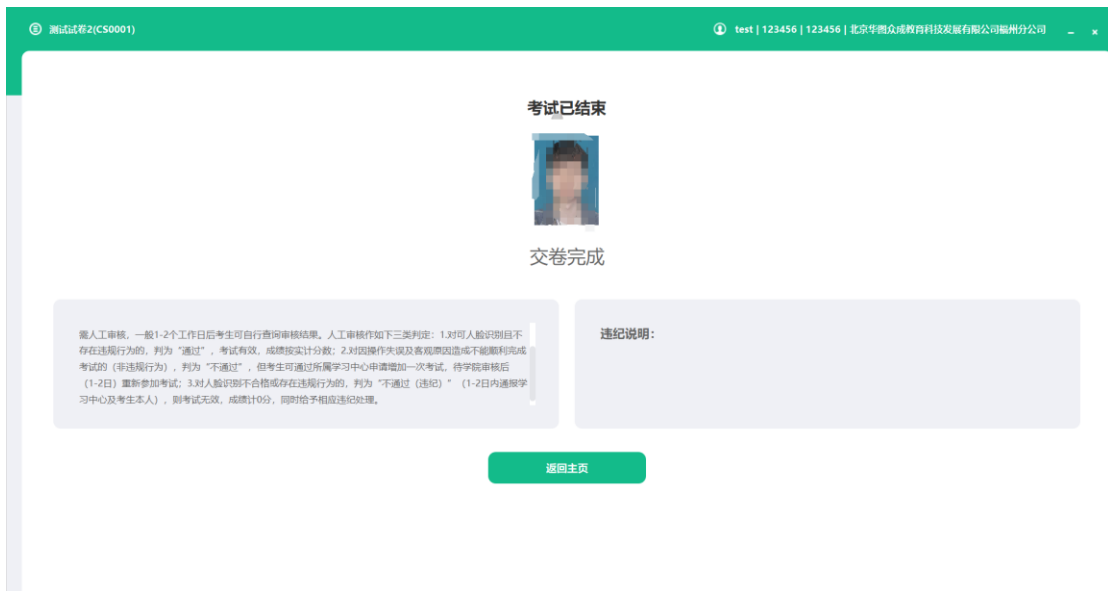 测试试卷2(CS0001)
test | 123456 | 123456 | 北京华图众成教育科技发展有限公司福州分公司
考试已结束
交卷完成
需人工审核，一般1-2个工作日后考生可自行查询审核结果。人工审核作如下三类判定：1.对可人脸识别且不
存在违规行为的，判为“通过”，考试有效，成绩按实计分数；2.对因操作失误及客观原因造成不能顺利完成
考试的（非违规行为），判为“不通过”，但考生可通过所属学习中心申请增加一次考试，待学院审核后
（1-2日）重新参加考试；3.对人脸识别不合格或存在违规行为的，判为“不通过（违纪）”（1-2日内通报学
习中心及考生本人），则考试无效，成绩计0分，同时给予相应违纪处理。
违纪说明：
返回主页